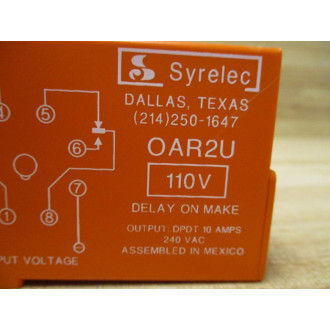 Syrelec
DALLAS, TEXAS
(214)250-1647
OAR2U
110V
DELAY ON MAKE
OUTPUT: DPDT 10 AMPS
240 VAC
ASSEMBLED IN MEXICO
5
6
7
1
8
PUT VOLTAGE